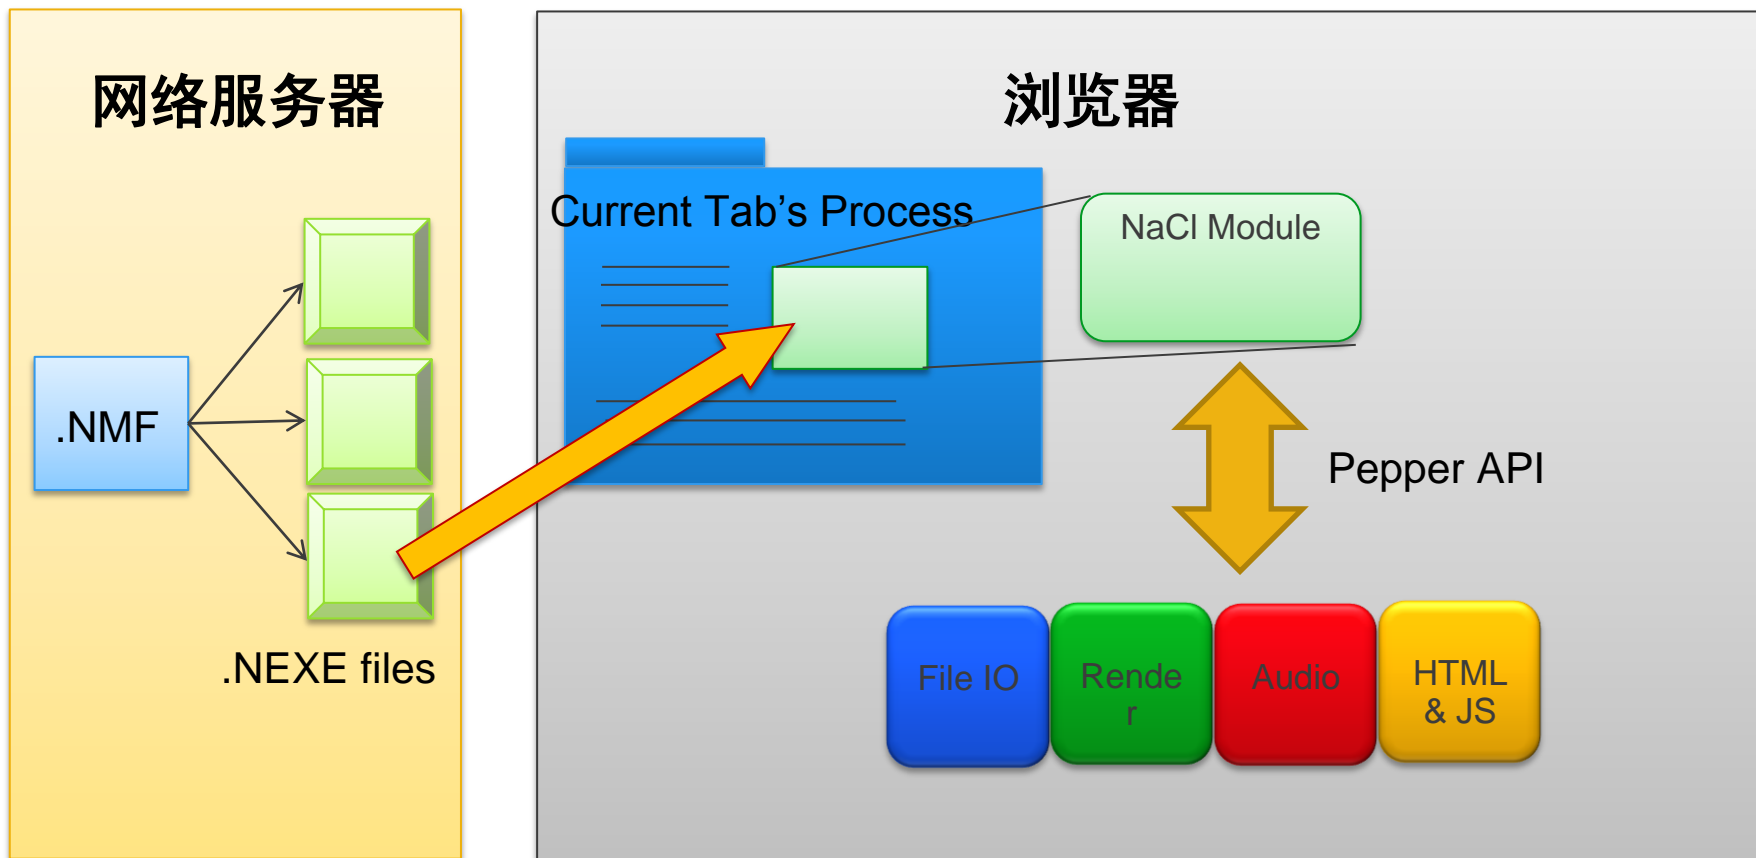 网络服务器
浏览器
Current Tab’s Process
NaCl Module
.NMF
Pepper API
.NEXE files
File IO
Rende
r
Audio
HTML
& JS